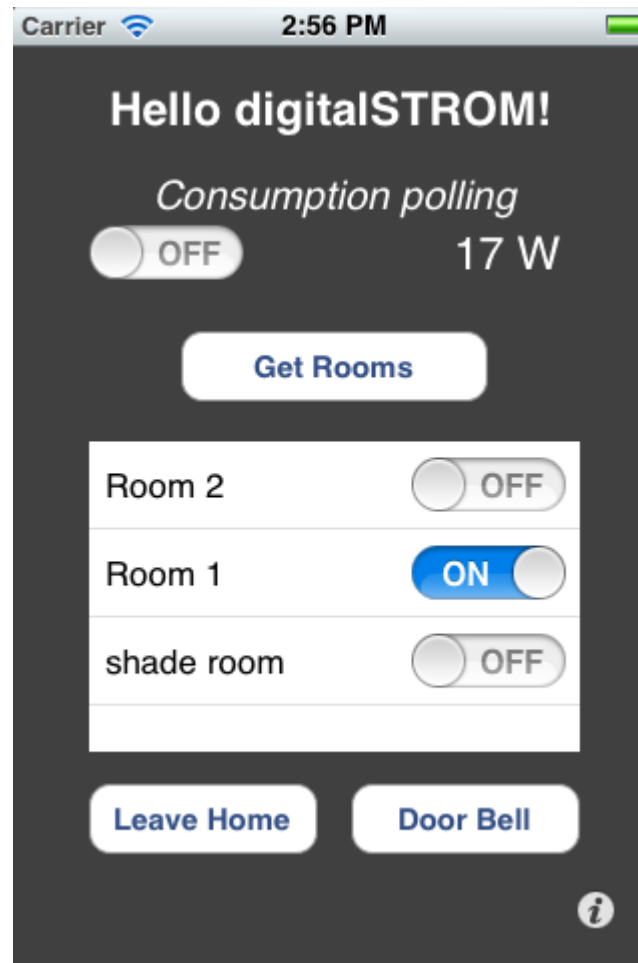 Carrier 2:56 PM
Hello digitalSTROM!
Consumption polling
OFF 17 W
Get Rooms
Room 2 OFF
Room 1 ON
shade room OFF
Leave Home Door Bell
i